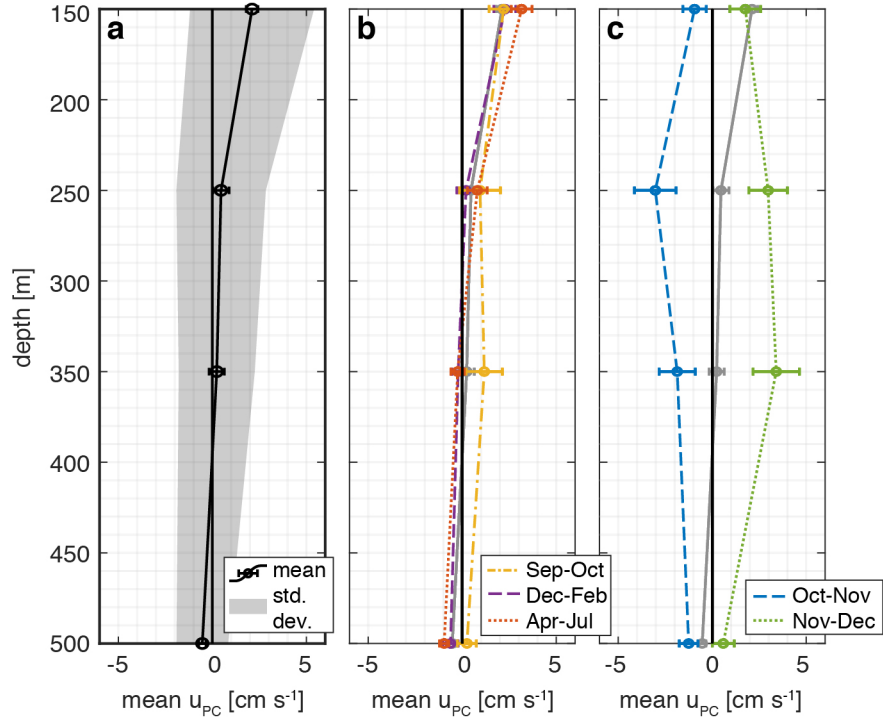 a
b
c
150
200
250
300
350
400
450
500
depth [m]
mean
std.
dev.
Sep-Oct
Dec-Feb
Apr-Jul
Oct-Nov
Nov-Dec
-5 0 5
-5 0 5
-5 0 5
mean u_PC [cm s⁻¹]
mean u_PC [cm s⁻¹]
mean u_PC [cm s⁻¹]